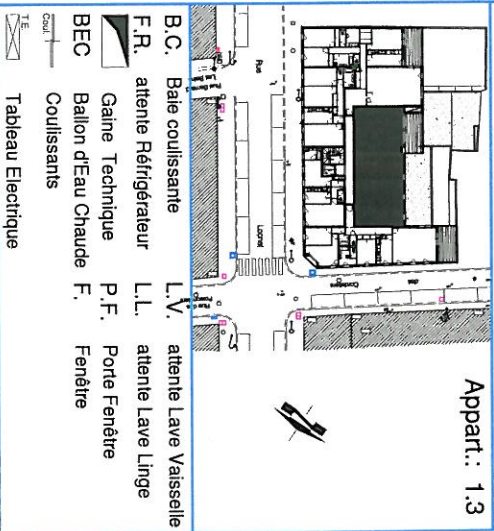 Appart.: 1.3
Rue
des
B.C. Baie coulissante L.V. attente Lave Vaisselle
F.R. attente Réfrigérateur L.L. attente Lave Linge
Gaine Technique P.F. Porte Fenêtre
BEC Ballon d'Eau Chaude F. Fenêtre
Coul. Coulissants
T.E. Tableau Electrique